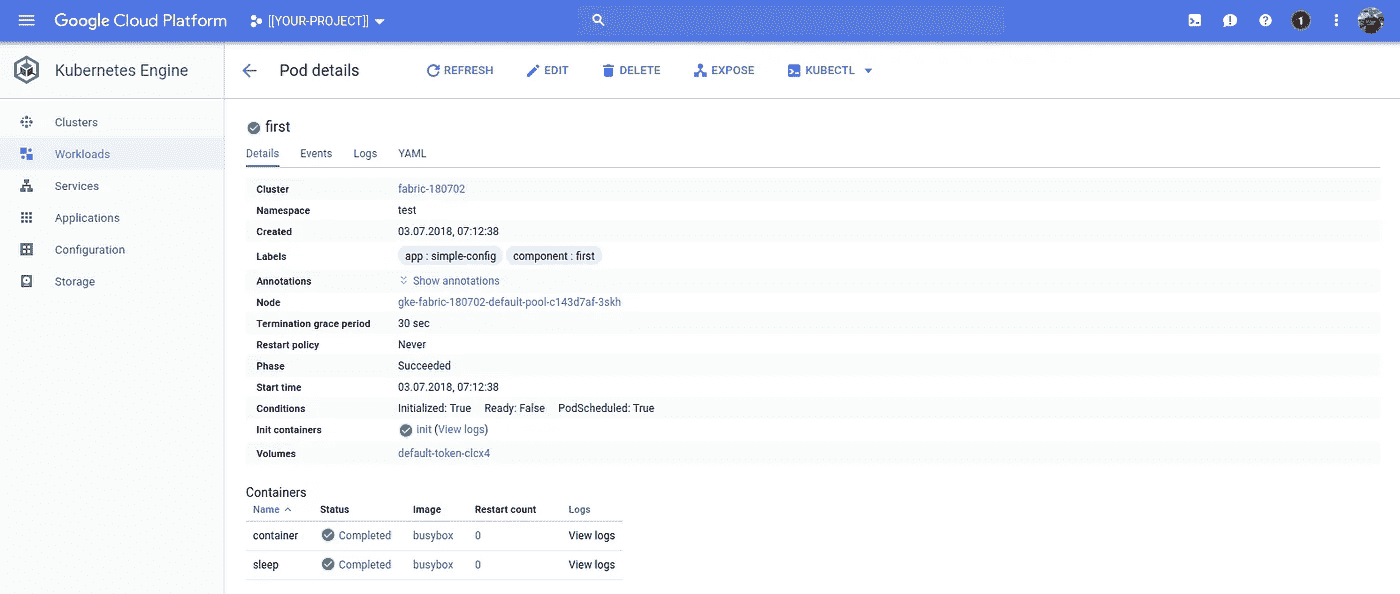 Google Cloud Platform [[YOUR-PROJECT]] 1
Kubernetes Engine
Pod details REFRESH EDIT DELETE EXPOSE KUBECTL
Clusters
Workloads
Services
Applications
Configuration
Storage
first
Details Events Logs YAML
Cluster fabric-180702
Namespace test
Created 03.07.2018, 07:12:38
Labels app : simple-config component : first
Annotations Show annotations
Node gke-fabric-180702-default-pool-c143d7af-3skh
Termination grace period 30 sec
Restart policy Never
Phase Succeeded
Start time 03.07.2018, 07:12:38
Conditions Initialized: True Ready: False PodScheduled: True
Init containers init (View logs)
Volumes default-token-clcx4
Containers
Name Status Image Restart count Logs
container Completed busybox 0 View logs
sleep Completed busybox 0 View logs